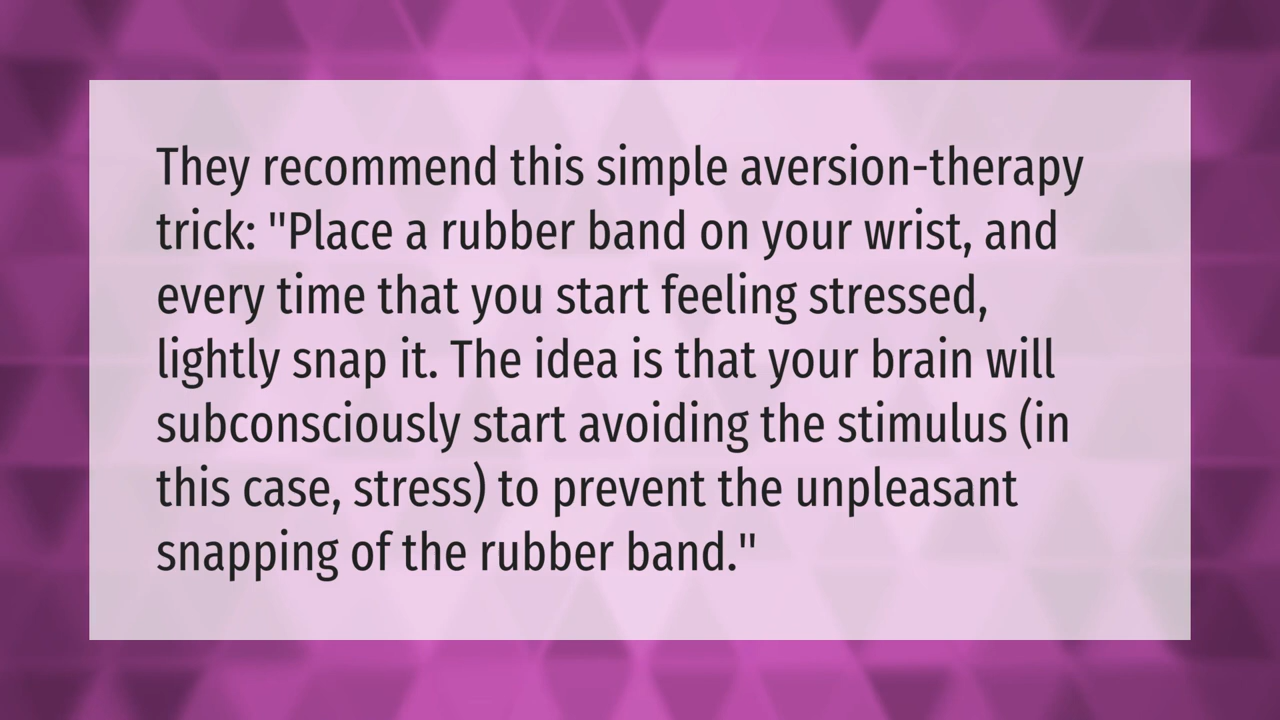 They recommend this simple aversion-therapy
trick: "Place a rubber band on your wrist, and
every time that you start feeling stressed,
lightly snap it. The idea is that your brain will
subconsciously start avoiding the stimulus (in
this case, stress) to prevent the unpleasant
snapping of the rubber band."